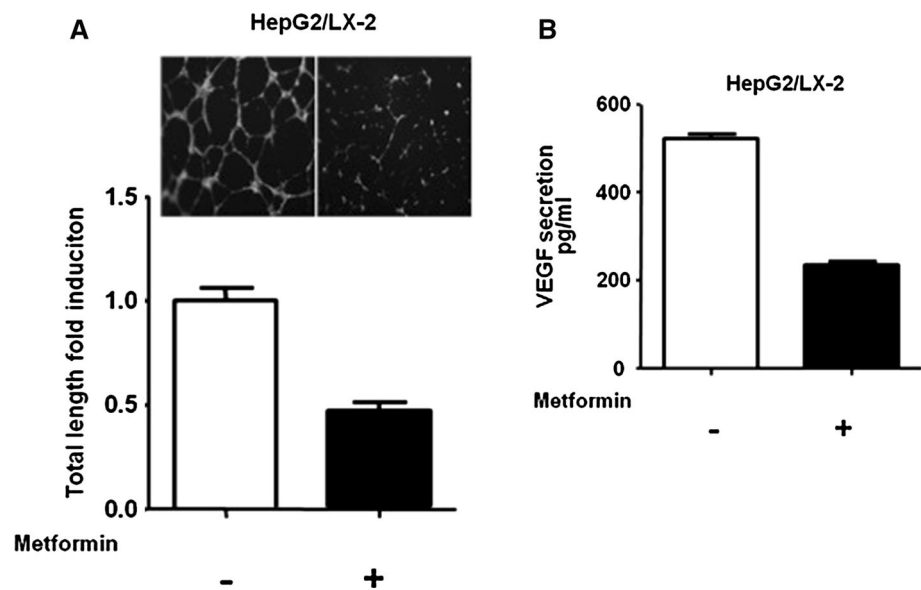 A
HepG2/LX-2
1.5
1.0
0.5
0.0
Total length fold induciton
Metformin
- +
B
HepG2/LX-2
600
400
200
0
VEGF secretion
pg/ml
Metformin
- +